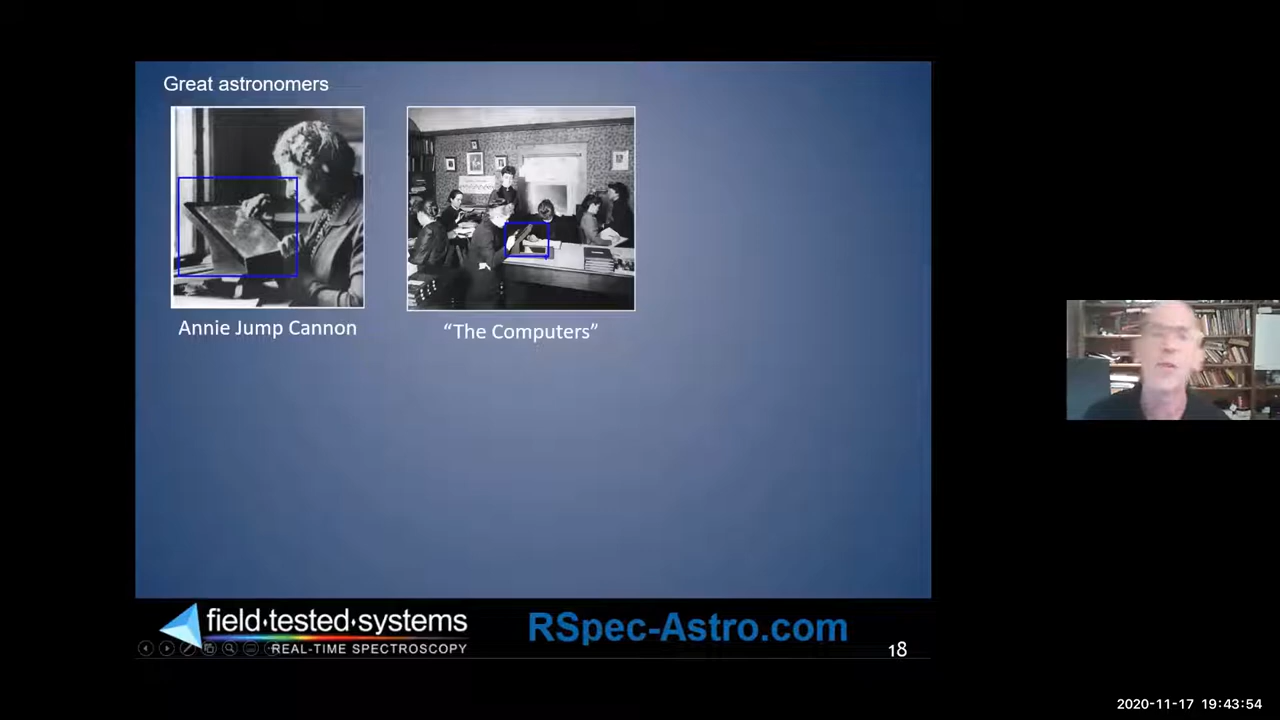 Great astronomers
Annie Jump Cannon
“The Computers”
field·tested·systems
REAL-TIME SPECTROSCOPY
RSpec-Astro.com
18
2020-11-17 19:43:54